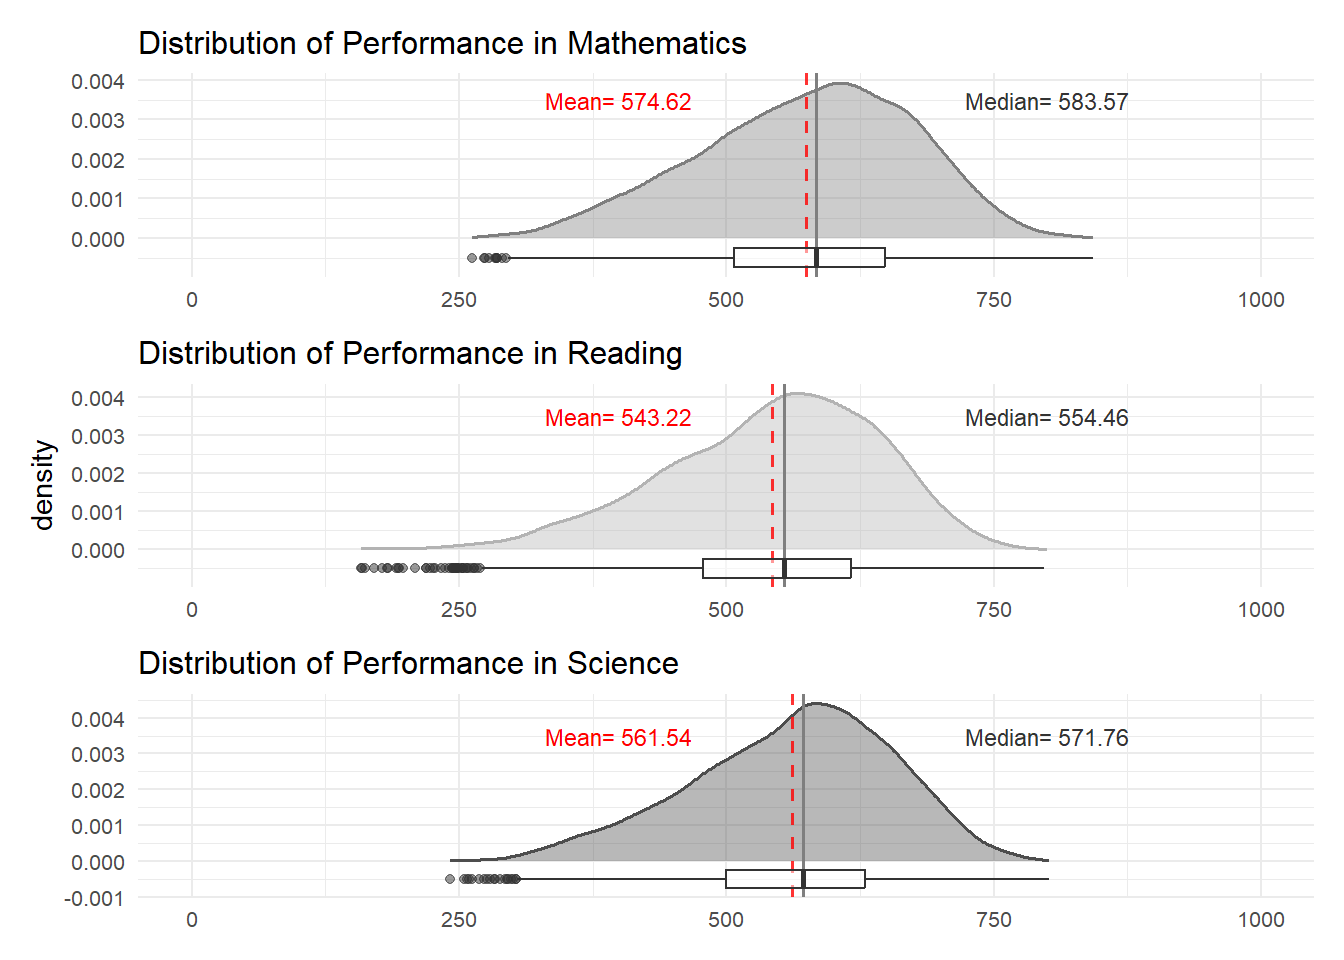 Distribution of Performance in Mathematics
0.004
0.003
0.002
0.001
0.000
Mean= 574.62
Median= 583.57
0 250 500 750 1000
Distribution of Performance in Reading
density
0.004
0.003
0.002
0.001
0.000
Mean= 543.22
Median= 554.46
0 250 500 750 1000
Distribution of Performance in Science
0.004
0.003
0.002
0.001
0.000
-0.001
Mean= 561.54
Median= 571.76
0 250 500 750 1000